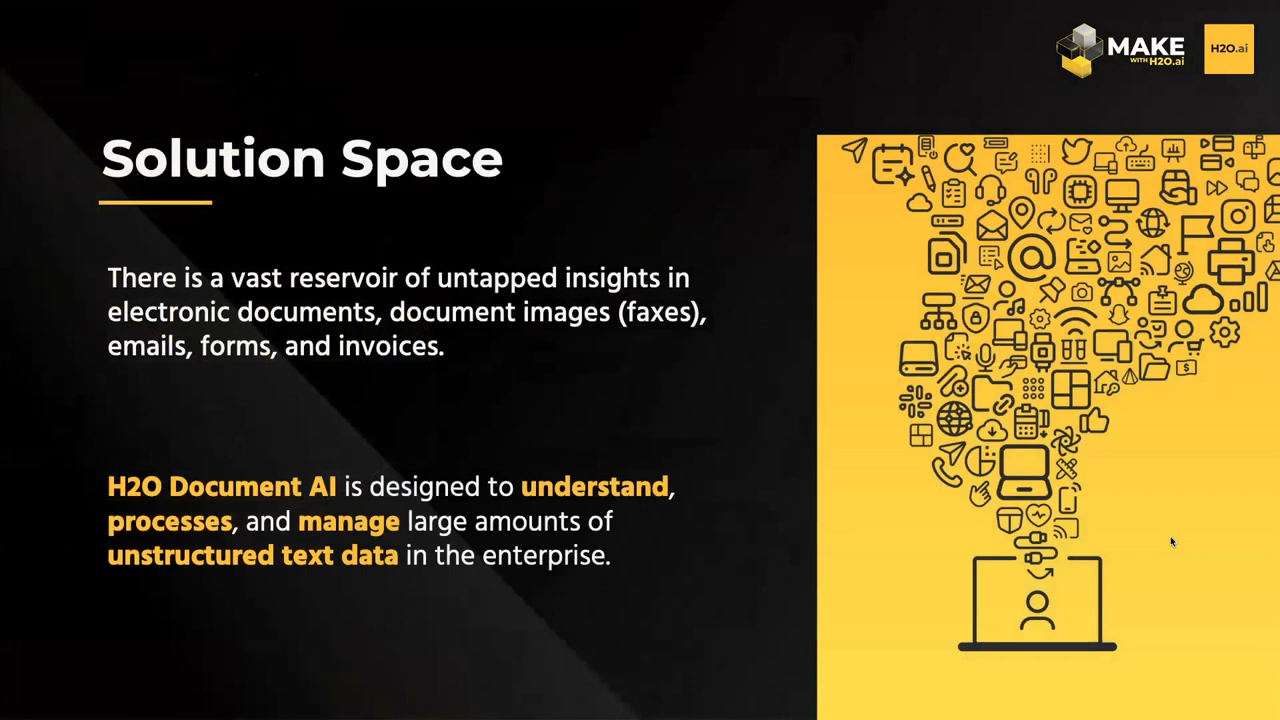 MAKE
WITH H2O.ai
H2O.ai
Solution Space
There is a vast reservoir of untapped insights in
electronic documents, document images (faxes),
emails, forms, and invoices.
H2O Document AI is designed to understand,
processes, and manage large amounts of
unstructured text data in the enterprise.